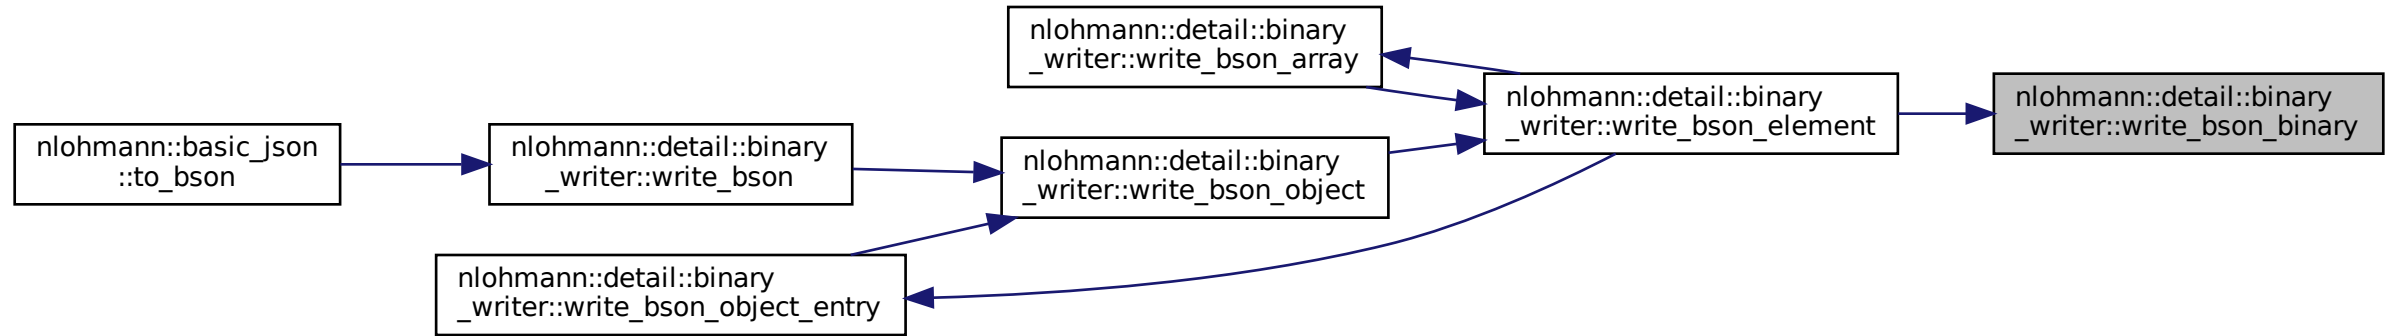 nlohmann::basic_json
::to_bson
nlohmann::detail::binary
_writer::write_bson
nlohmann::detail::binary
_writer::write_bson_array
nlohmann::detail::binary
_writer::write_bson_object
nlohmann::detail::binary
_writer::write_bson_object_entry
nlohmann::detail::binary
_writer::write_bson_element
nlohmann::detail::binary
_writer::write_bson_binary